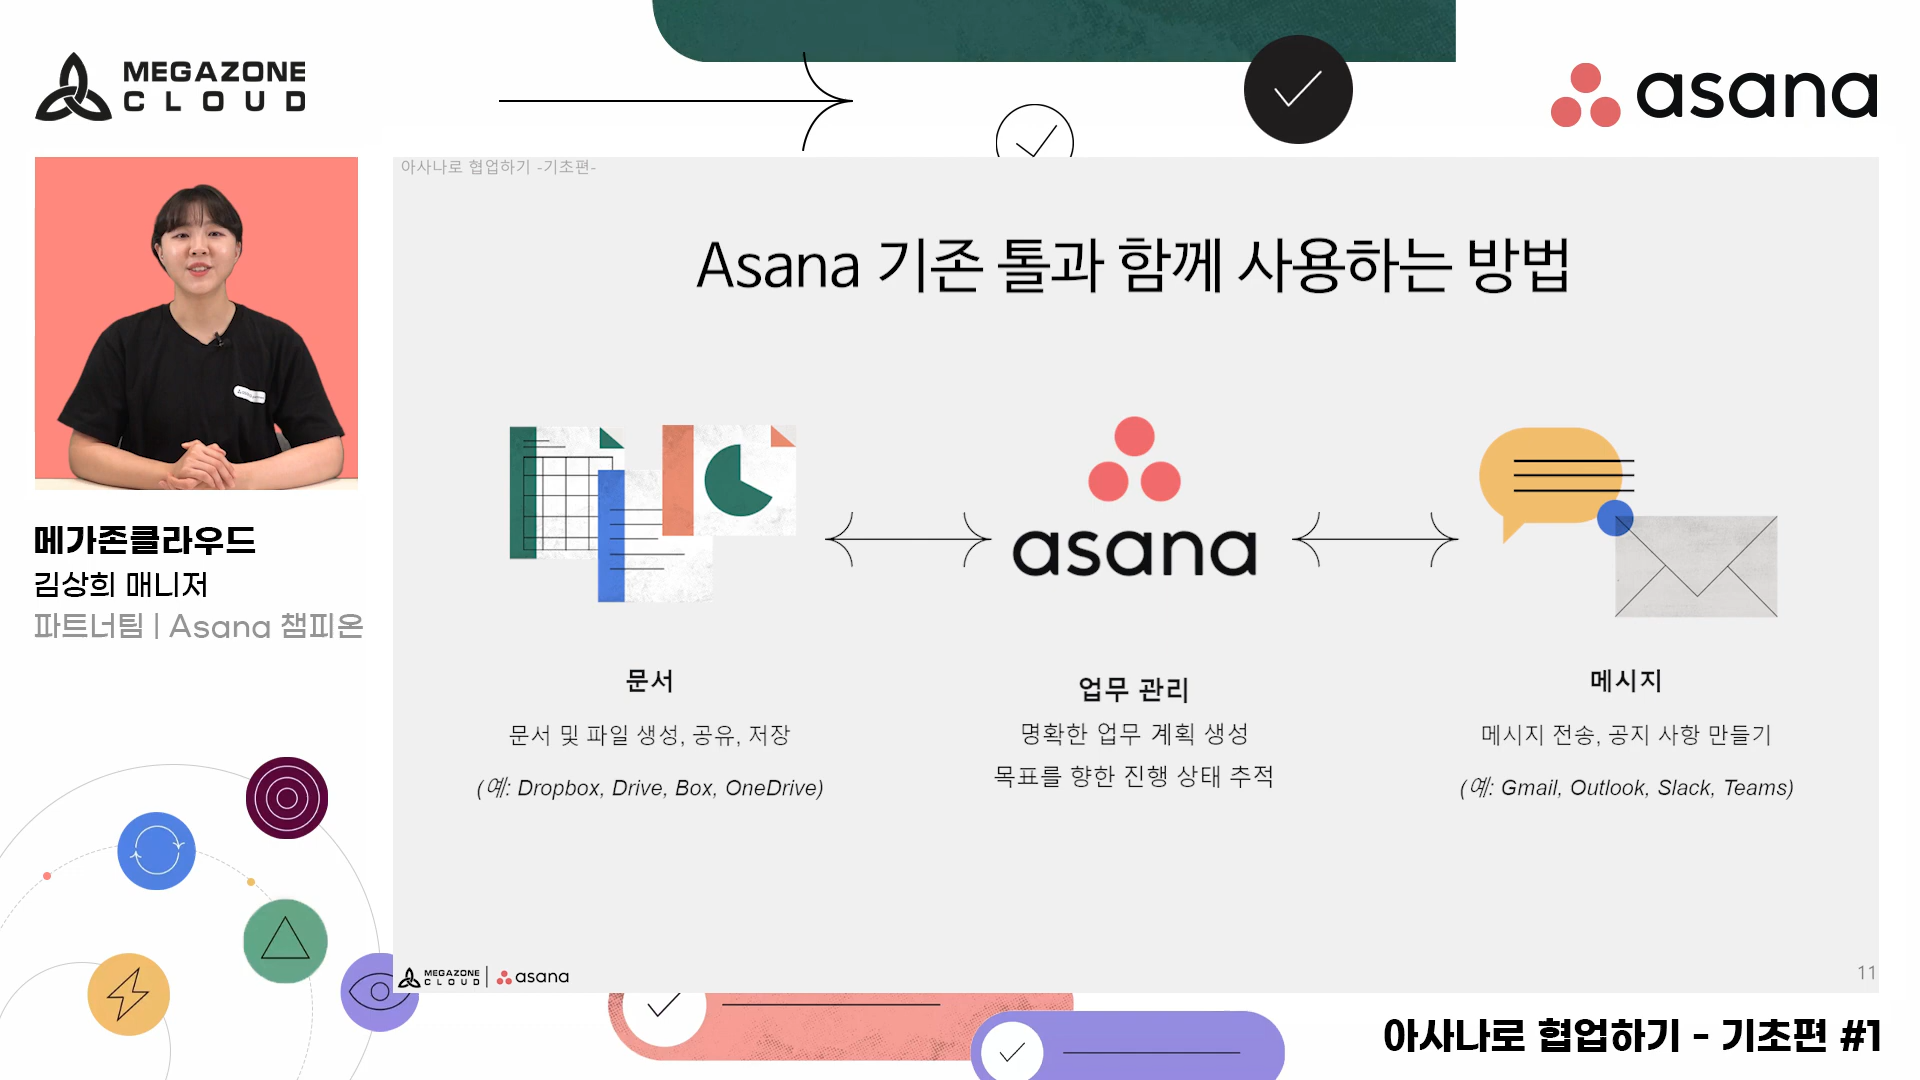 MEGAZONE
CLOUD
asana
아사나로 협업하기 -기초편-
Asana 기존 톨과 함께 사용하는 방법
asana
문서
문서 및 파일 생성, 공유, 저장
(예: Dropbox, Drive, Box, OneDrive)
업무 관리
명확한 업무 계획 생성
목표를 향한 진행 상태 추적
메시지
메시지 전송, 공지 사항 만들기
(예: Gmail, Outlook, Slack, Teams)
메가존클라우드
김상희 매니저
파트너팀 | Asana 챔피온
MEGAZONE
CLOUD
asana
11
아사나로 협업하기 - 기초편 #1